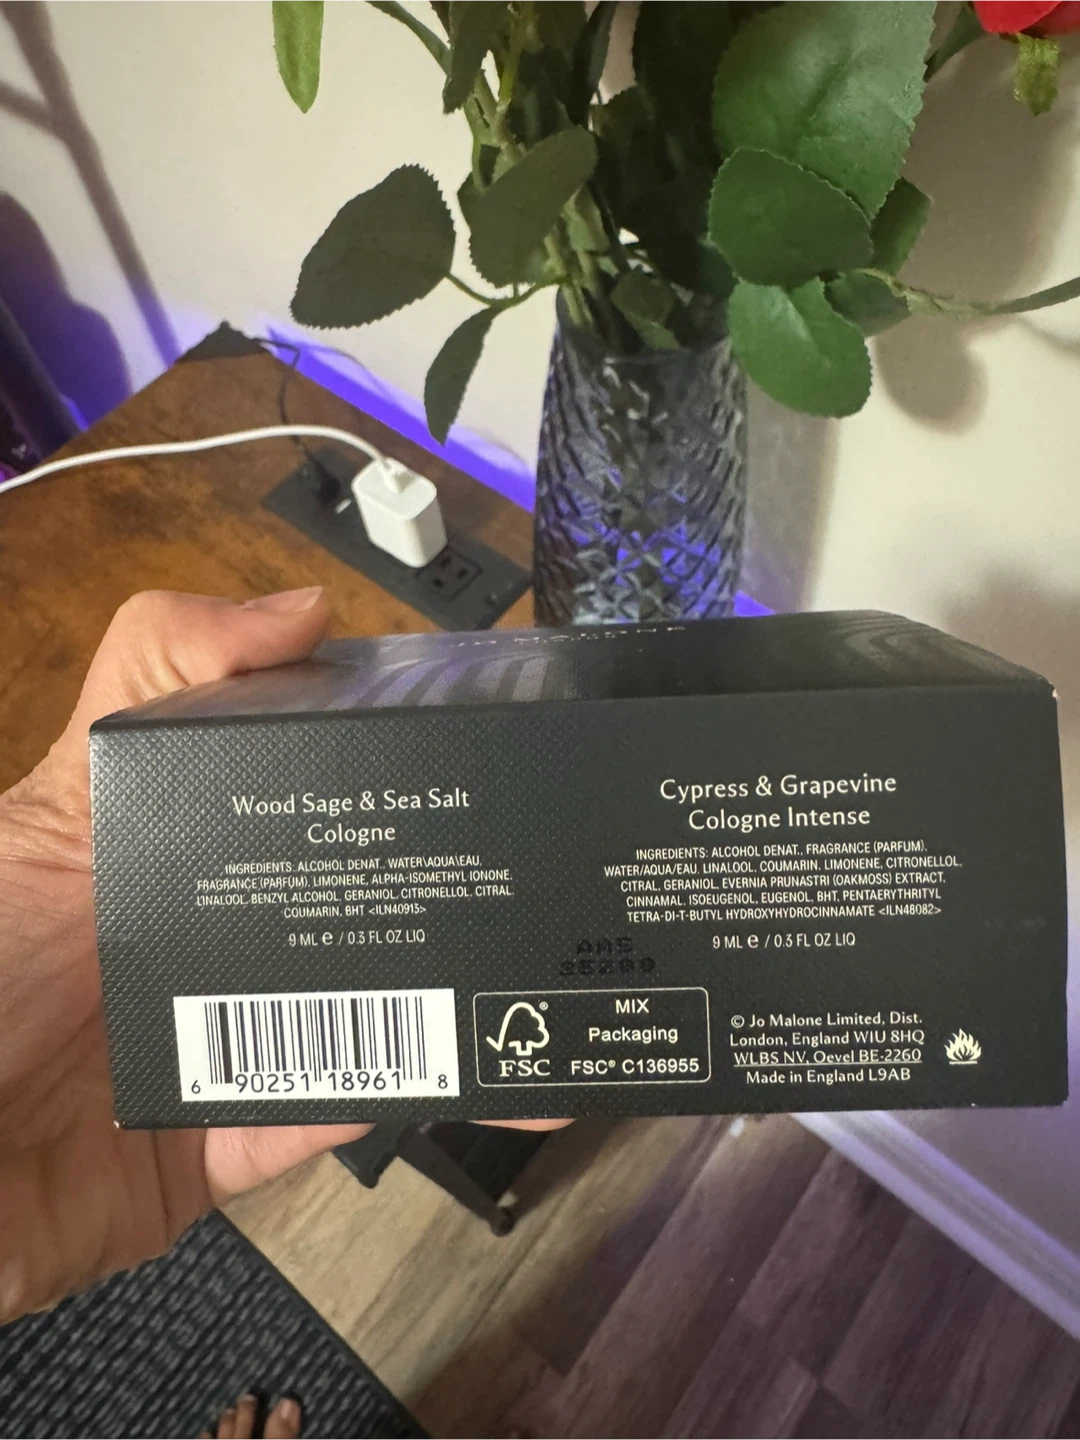 JO MALONE
Wood Sage & Sea Salt
Cologne
INGREDIENTS: ALCOHOL DENAT., WATER\AQUA\EAU,
FRAGRANCE (PARFUM), LIMONENE, ALPHA-ISOMETHYL IONONE,
LINALOOL, BENZYL ALCOHOL, GERANIOL, CITRONELLOL, CITRAL,
COUMARIN, BHT <ILN40913>
9 ML e / 0.3 FL OZ LIQ
Cypress & Grapevine
Cologne Intense
INGREDIENTS: ALCOHOL DENAT., FRAGRANCE (PARFUM),
WATER/AQUA/EAU, LINALOOL, COUMARIN, LIMONENE, CITRONELLOL,
CITRAL, GERANIOL, EVERNIA PRUNASTRI (OAKMOSS) EXTRACT,
CINNAMAL, ISOEUGENOL, EUGENOL, BHT, PENTAERYTHRITYL
TETRA-DI-T-BUTYL HYDROXYHYDROCINNAMATE <ILN48082>
9 ML e / 0.3 FL OZ LIQ
AA5
6 90251 18961 8
FSC®
MIX
Packaging
FSC® C136955
© Jo Malone Limited, Dist.
London, England W1U 8HQ
WLBS NV, Oevel BE-2260
Made in England L9AB